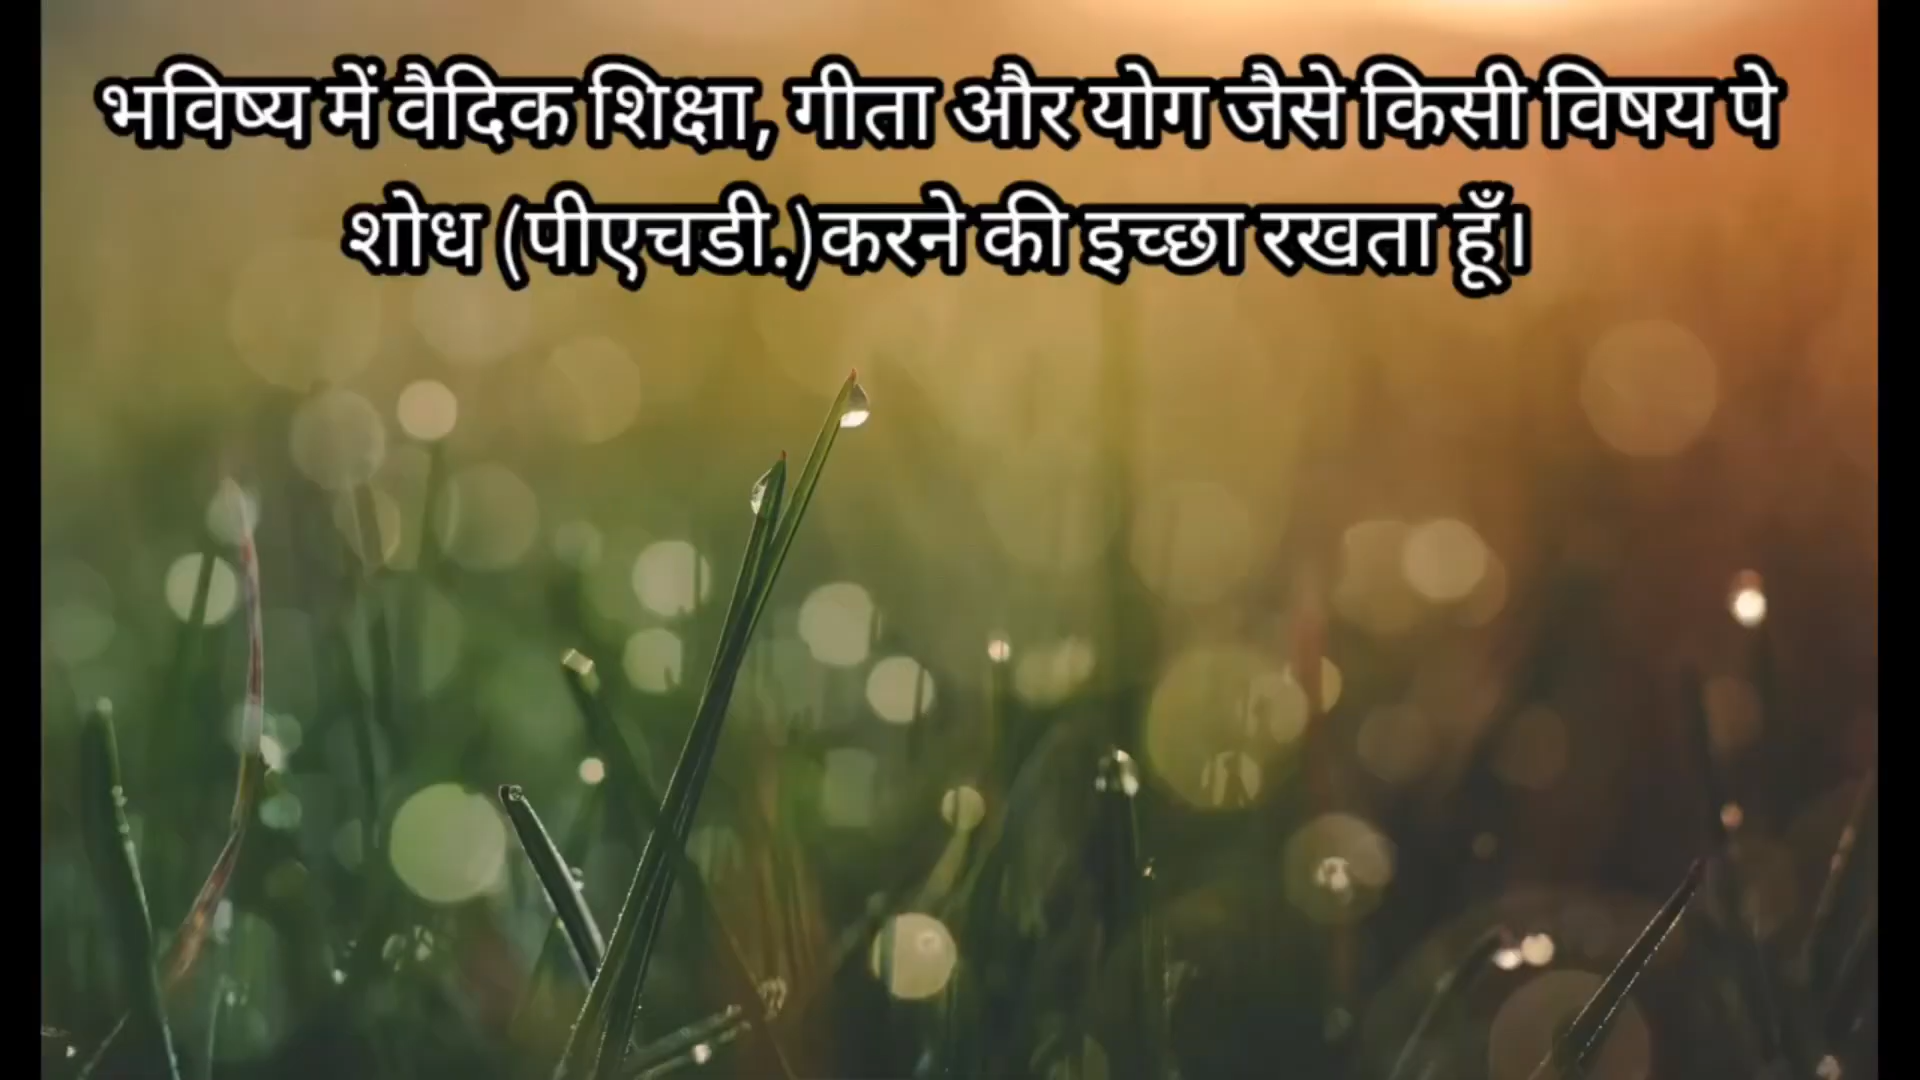 भविष्य में वैदिक शिक्षा, गीता और योग जैसे किसी विषय पे
शोध (पीएचडी.)करने की इच्छा रखता हूँ।